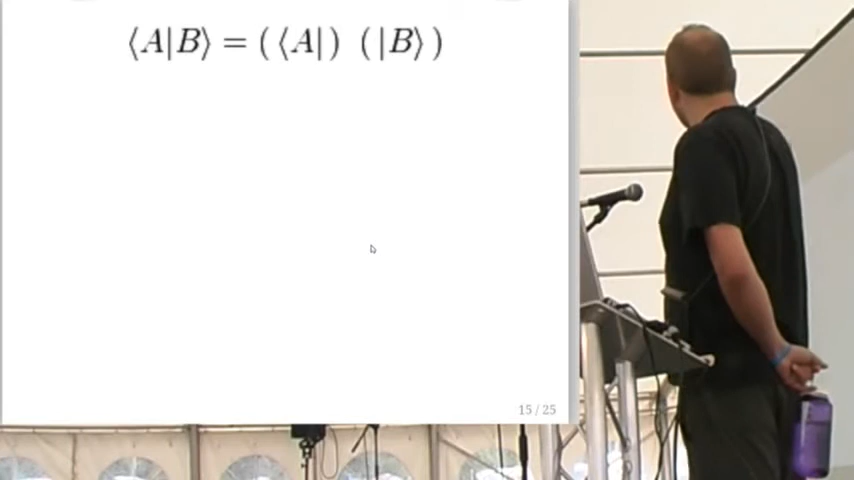 ⟨A|B⟩ = ( ⟨A| ) ( |B⟩ )
15 / 25